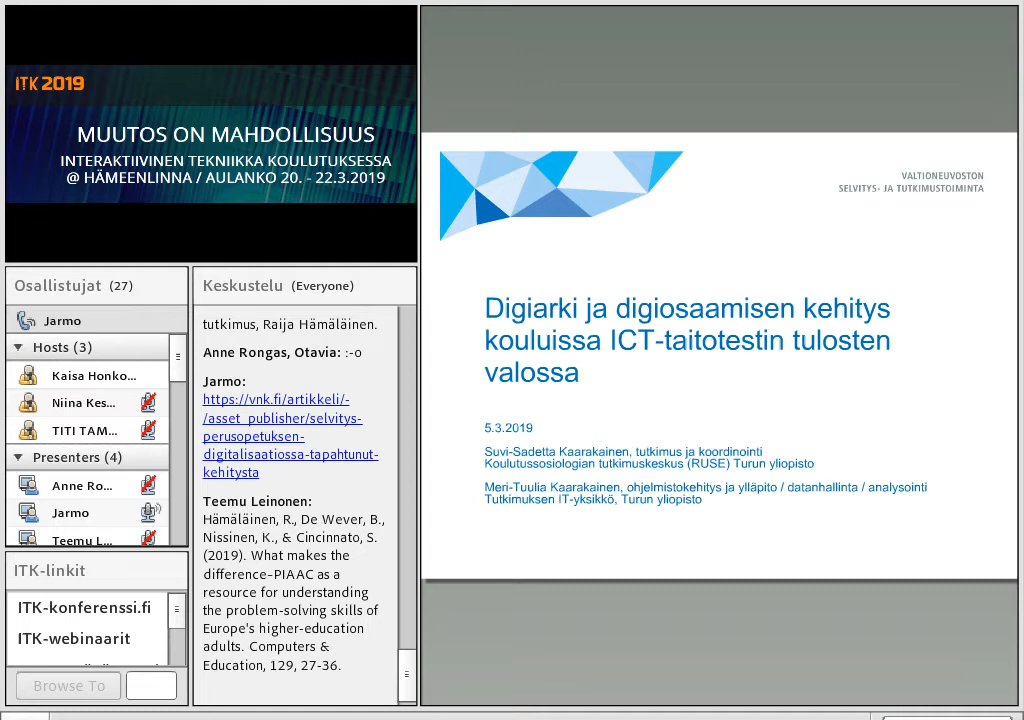 ITK 2019
MUUTOS ON MAHDOLLISUUS
INTERAKTIIVINEN TEKNIIKKA KOULUTUKSESSA
@ HÄMEENLINNA / AULANKO 20. - 22.3.2019
Osallistujat (27)
Jarmo
Hosts (3)
Kaisa Honko...
Niina Kes...
TITI TAM...
Presenters (4)
Anne Ro...
Jarmo
Teemu L...
ITK-linkit
ITK-konferenssi.fi
ITK-webinaarit
Browse To
Keskustelu (Everyone)
tutkimus, Raija Hämäläinen.
Anne Rongas, Otavia: :-o
Jarmo:
https://vnk.fi/artikkeli/-
/asset_publisher/selvitys-
perusopetuksen-
digitalisaatiossa-tapahtunut-
kehitysta
Teemu Leinonen:
Hämäläinen, R., De Wever, B.,
Nissinen, K., & Cincinnato, S.
(2019). What makes the
difference–PIAAC as a
resource for understanding
the problem-solving skills of
Europe's higher-education
adults. Computers &
Education, 129, 27-36.
VALTIONEUVOSTON
SELVITYS- JA TUTKIMUSTOIMINTA
Digiarki ja digiosaamisen kehitys
kouluissa ICT-taitotestin tulosten
valossa
5.3.2019
Suvi-Sadetta Kaarakainen, tutkimus ja koordinointi
Koulutussosiologian tutkimuskeskus (RUSE) Turun yliopisto
Meri-Tuulia Kaarakainen, ohjelmistokehitys ja ylläpito / datanhallinta / analysointi
Tutkimuksen IT-yksikkö, Turun yliopisto